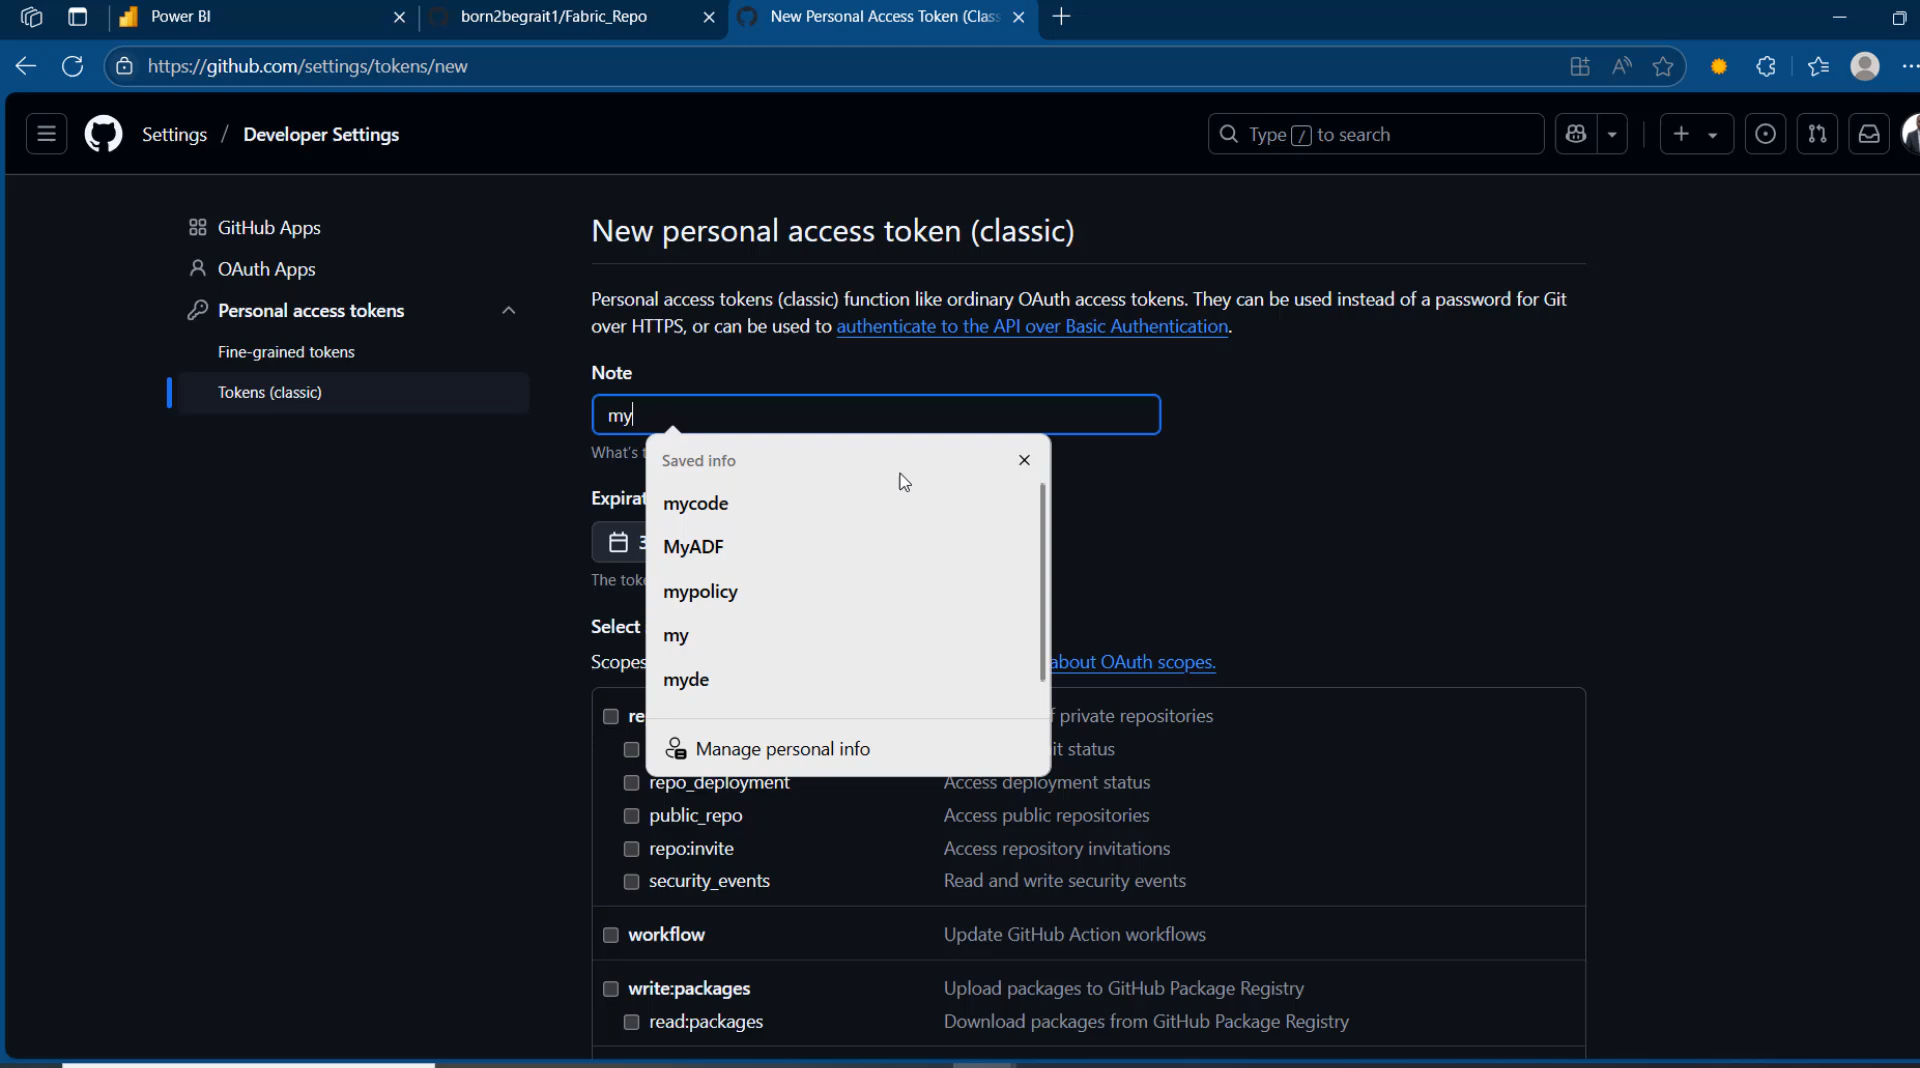 Power BI
born2begrait1/Fabric_Repo
New Personal Access Token (Clas
https://github.com/settings/tokens/new
Settings / Developer Settings
Type / to search
GitHub Apps
OAuth Apps
Personal access tokens
Fine-grained tokens
Tokens (classic)
New personal access token (classic)
Personal access tokens (classic) function like ordinary OAuth access tokens. They can be used instead of a password for Git
over HTTPS, or can be used to authenticate to the API over Basic Authentication.
Note
my
What's t
Saved info
mycode
MyADF
mypolicy
my
myde
Manage personal info
Expirat
3
The toke
Select
Scopes about OAuth scopes.
re f private repositories
it status
repo_deployment Access deployment status
public_repo Access public repositories
repo:invite Access repository invitations
security_events Read and write security events
workflow Update GitHub Action workflows
write:packages Upload packages to GitHub Package Registry
read:packages Download packages from GitHub Package Registry